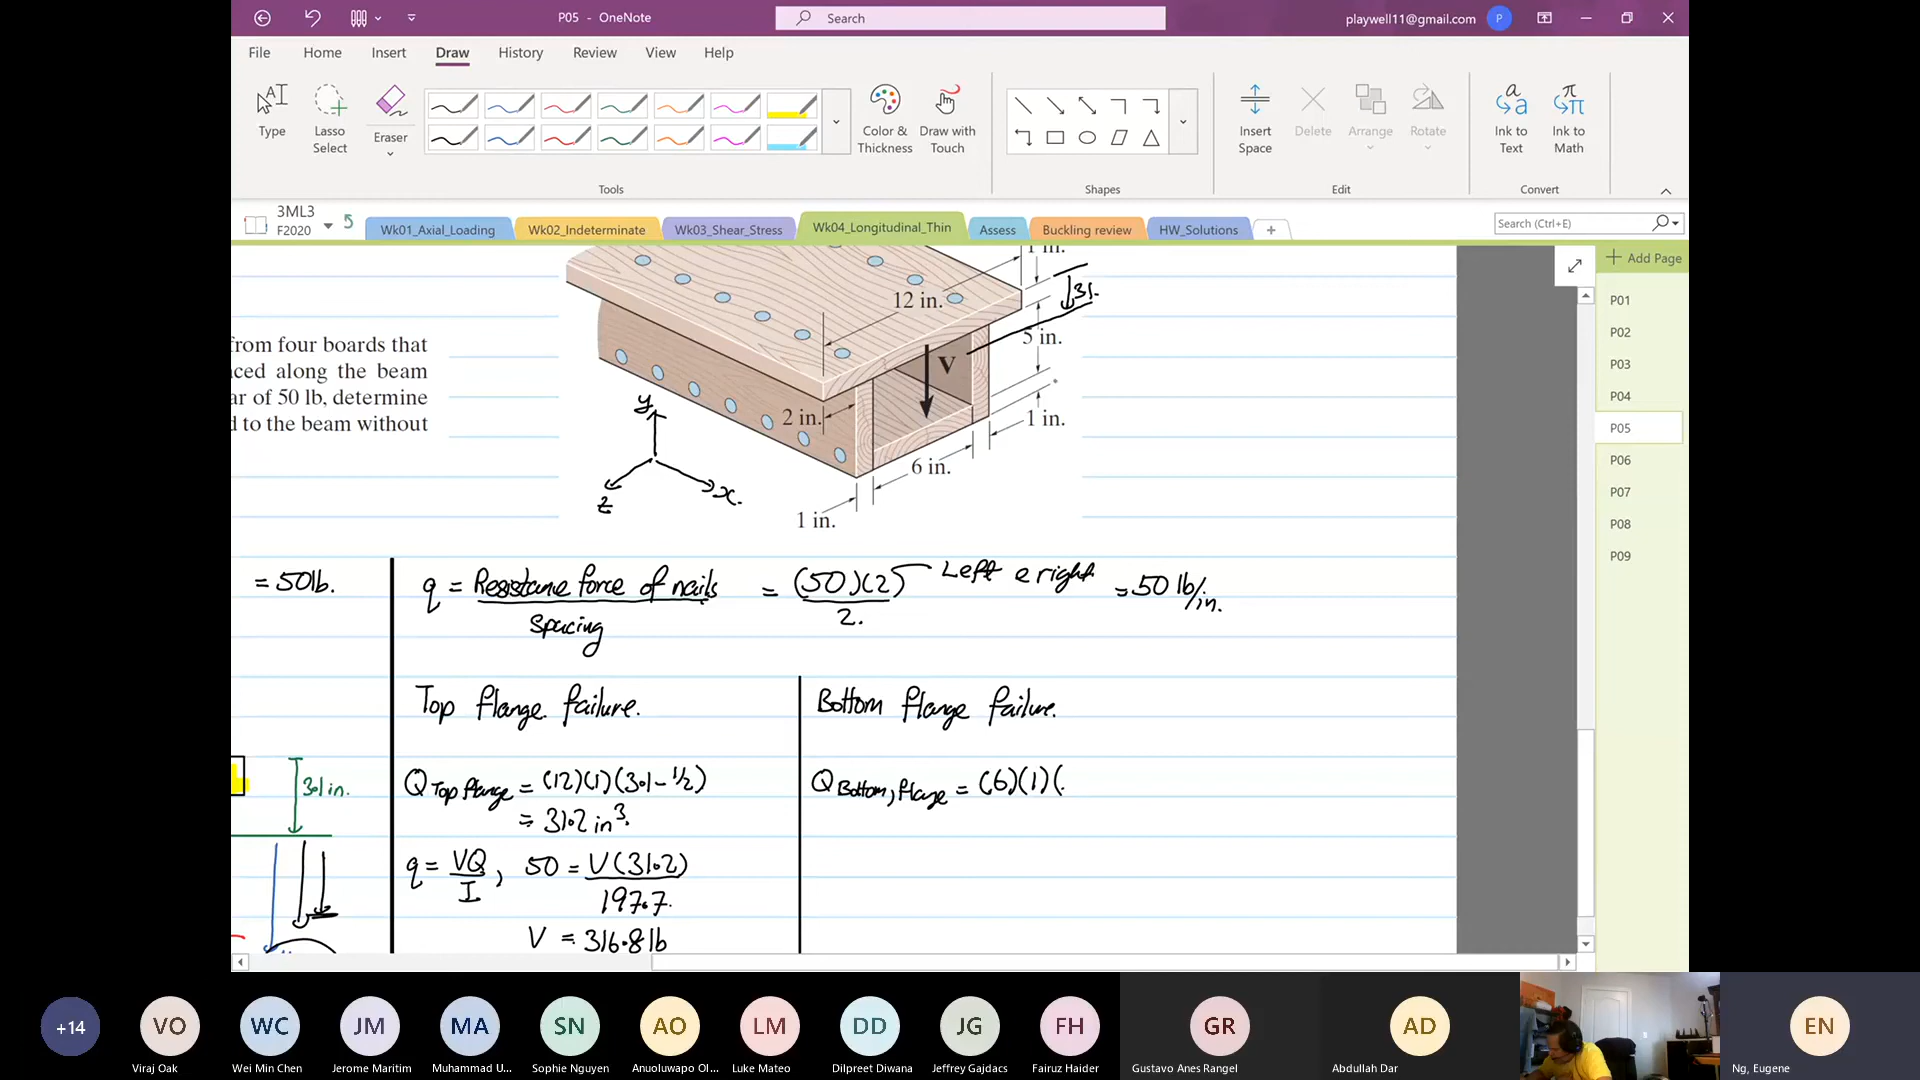 P05 - OneNote
Search
playwell11@gmail.com
P
File Home Insert Draw History Review View Help
Type
Lasso Select
Eraser
Color & Thickness
Draw with Touch
Insert Space
Delete
Arrange
Rotate
Ink to Text
Ink to Math
Tools
Shapes
Edit
Convert
3ML3 F2020
Wk01_Axial_Loading
Wk02_Indeterminate
Wk03_Shear_Stress
Wk04_Longitudinal_Thin
Assess
Buckling review
HW_Solutions
Search (Ctrl+E)
Add Page
P01
P02
P03
P04
P05
P06
P07
P08
P09
from four boards that
ced along the beam
ar of 50 lb, determine
d to the beam without
1 in.
12 in.
5 in.
V
2 in.
1 in.
6 in.
1 in.
y
z
x
= 50lb.
q = Resistance force of nails / spacing = (50)(2) / 2 Left e right = 50 lb/in.
Top flange failure.
Bottom flange failure.
3.01 in.
Q Top flange = (12)(1)(3.01 - 1/2)
= 31.2 in³.
Q Bottom, flange = (6)(1)(
q = VQ / I , 50 = V(31.2) / 197.7
V = 316.8 lb
+14
VO
WC
JM
MA
SN
AO
LM
DD
JG
FH
GR
AD
EN
Viraj Oak
Wei Min Chen
Jerome Maritim
Muhammad U...
Sophie Nguyen
Anuoluwapo Ol...
Luke Mateo
Dilpreet Diwana
Jeffrey Gajdacs
Fairuz Haider
Gustavo Anes Rangel
Abdullah Dar
Ng, Eugene